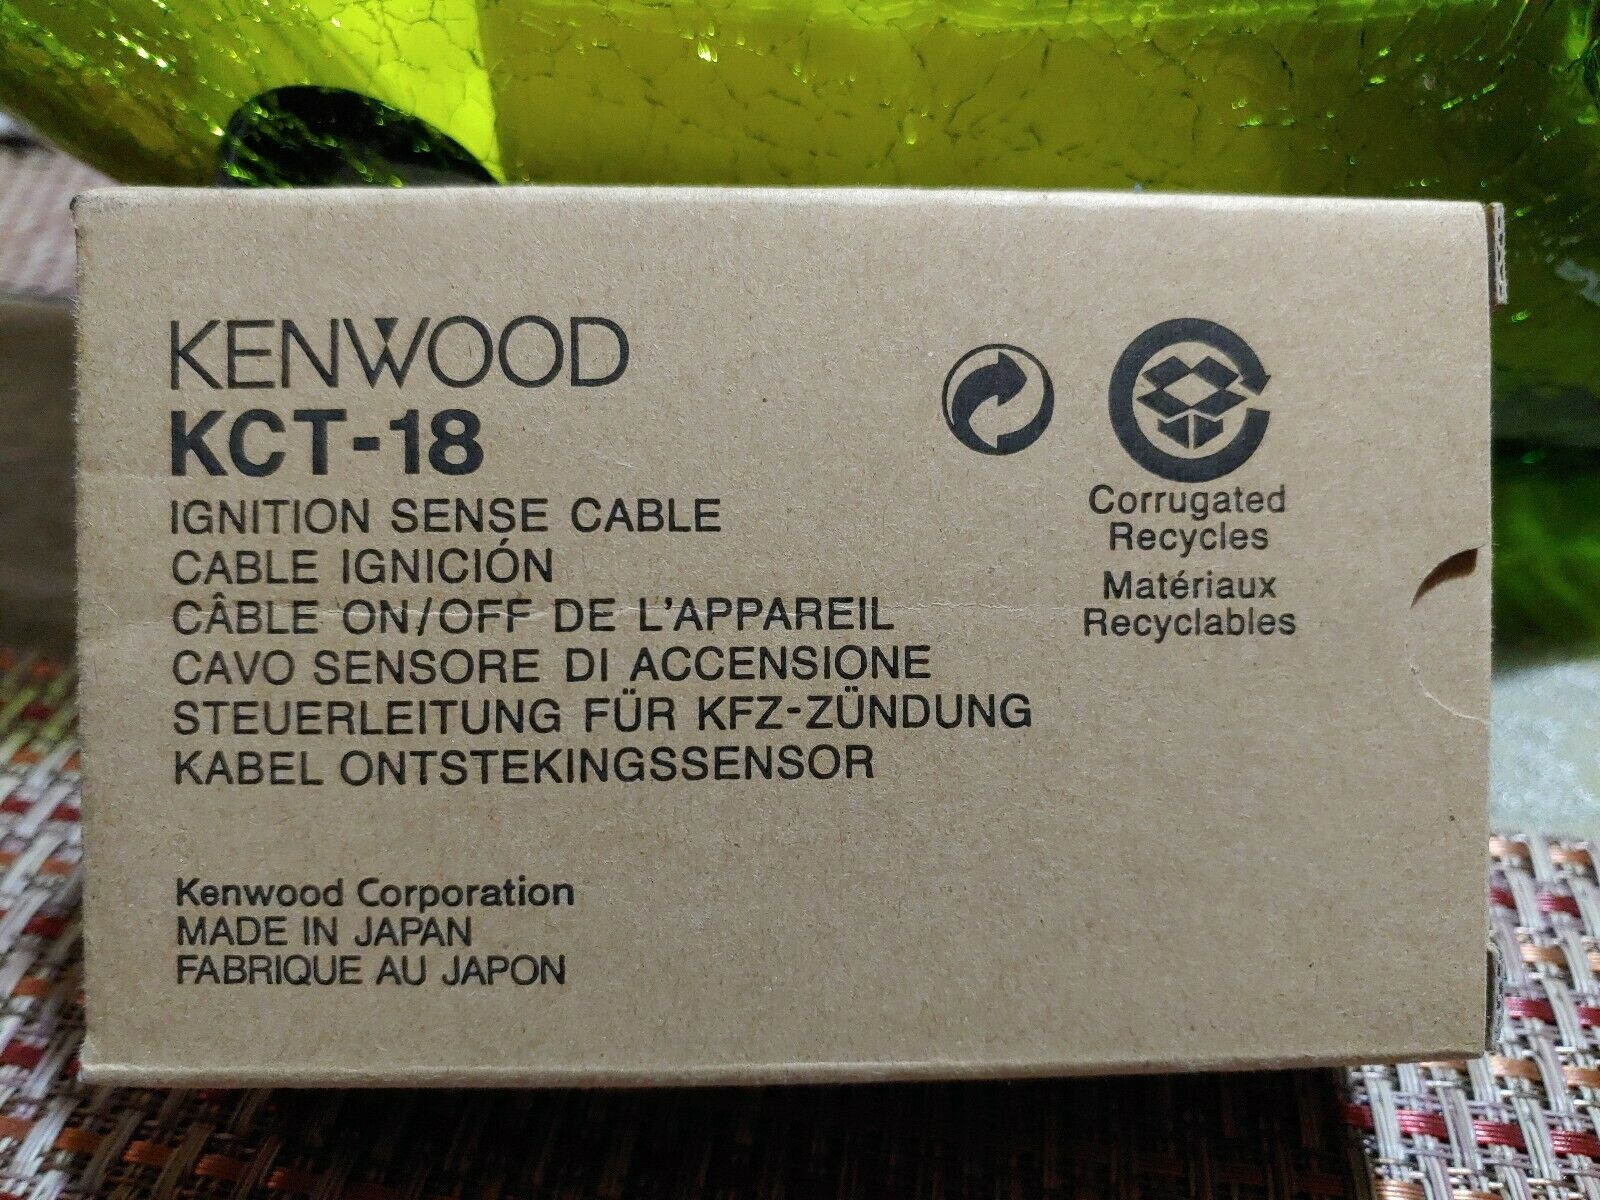 KENWOOD
KCT-18
IGNITION SENSE CABLE
CABLE IGNICIÓN
CÂBLE ON/OFF DE L'APPAREIL
CAVO SENSORE DI ACCENSIONE
STEUERLEITUNG FÜR KFZ-ZÜNDUNG
KABEL ONTSTEKINGSSENSOR
Kenwood Corporation
MADE IN JAPAN
FABRIQUE AU JAPON
Corrugated
Recycles
Matériaux
Recyclables